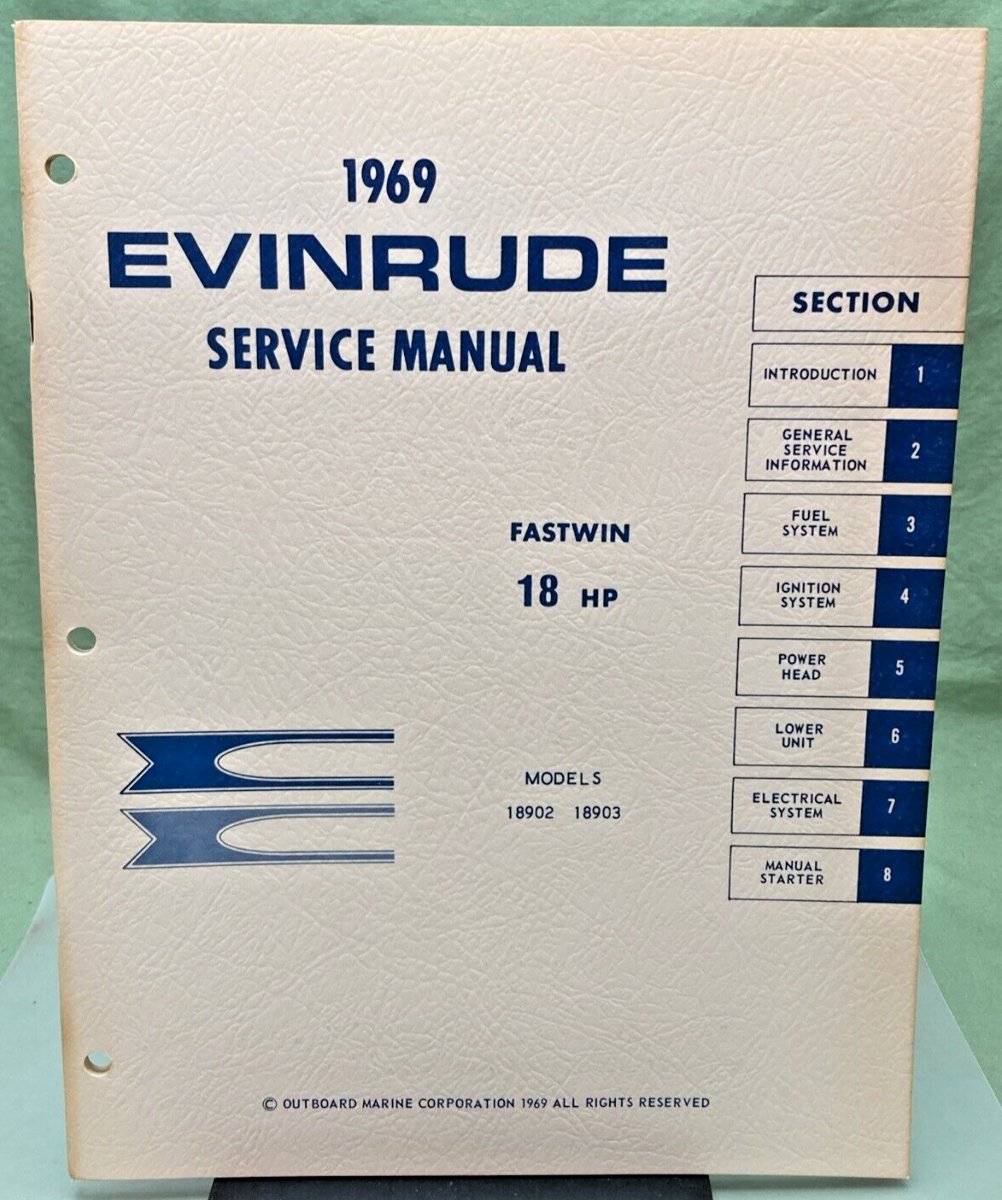 1969
EVINRUDE
SERVICE MANUAL
FASTWIN
18 HP
MODELS
18902 18903
SECTION
INTRODUCTION 1
GENERAL
SERVICE 2
INFORMATION
FUEL 3
SYSTEM
IGNITION 4
SYSTEM
POWER 5
HEAD
LOWER 6
UNIT
ELECTRICAL 7
SYSTEM
MANUAL 8
STARTER
© OUTBOARD MARINE CORPORATION 1969 ALL RIGHTS RESERVED